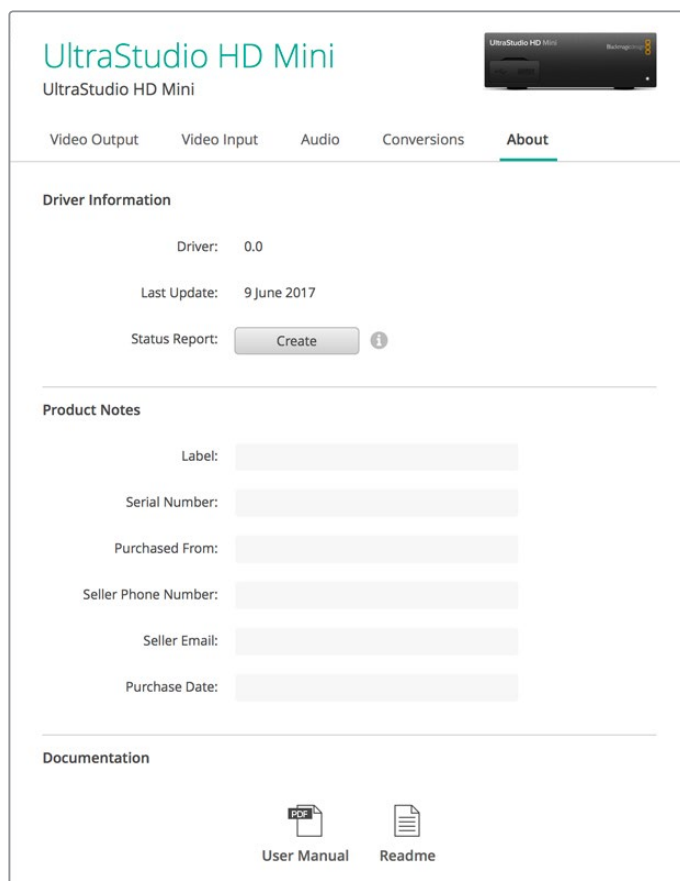 UltraStudio HD Mini
UltraStudio HD Mini
UltraStudio HD Mini
Blackmagicdesign
Video Output Video Input Audio Conversions About
Driver Information
Driver: 0.0
Last Update: 9 June 2017
Status Report: Create
Product Notes
Label:
Serial Number:
Purchased From:
Seller Phone Number:
Seller Email:
Purchase Date:
Documentation
PDF
User Manual Readme